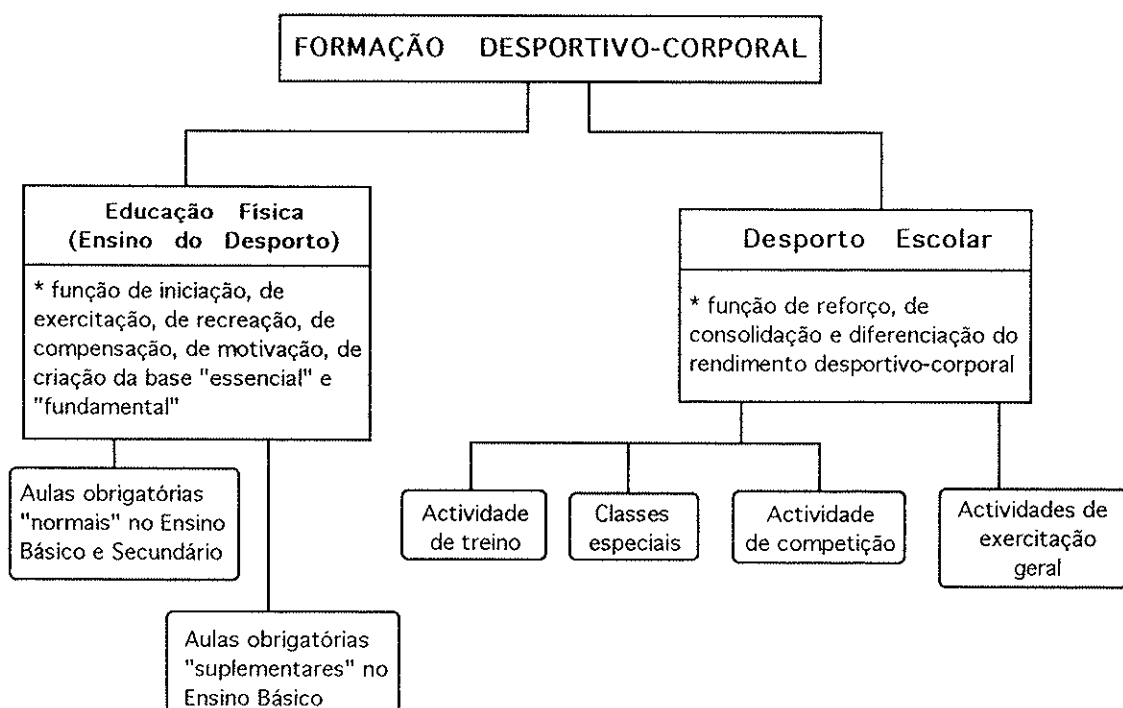 FORMAÇÃO DESPORTIVO-CORPORAL
Educação Física
(Ensino do Desporto)
* função de iniciação, de
exercitação, de recreação, de
compensação, de motivação, de
criação da base "essencial" e
"fundamental"
Desporto Escolar
* função de reforço, de
consolidação e diferenciação do
rendimento desportivo-corporal
Aulas obrigatórias
"normais" no Ensino
Básico e Secundário
Aulas obrigatórias
"suplementares" no
Ensino Básico
Actividade
de treino
Classes
especiais
Actividade
de competição
Actividades de
exercitação
geral